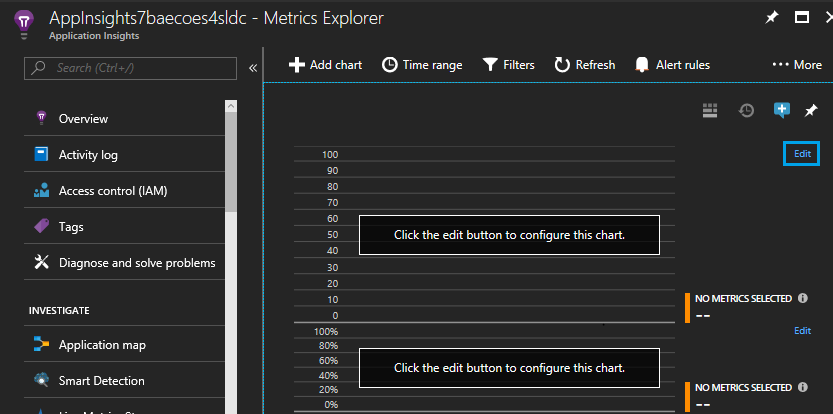 AppInsights7baecoes4sldc - Metrics Explorer
Application Insights
Search (Ctrl+/)
Add chart
Time range
Filters
Refresh
Alert rules
More
Overview
Activity log
Access control (IAM)
Tags
Diagnose and solve problems
INVESTIGATE
Application map
Smart Detection
Edit
100
90
80
70
60
50
40
30
20
10
0
Click the edit button to configure this chart.
NO METRICS SELECTED
--
Edit
100%
80%
60%
40%
20%
0%
Click the edit button to configure this chart.
NO METRICS SELECTED
--